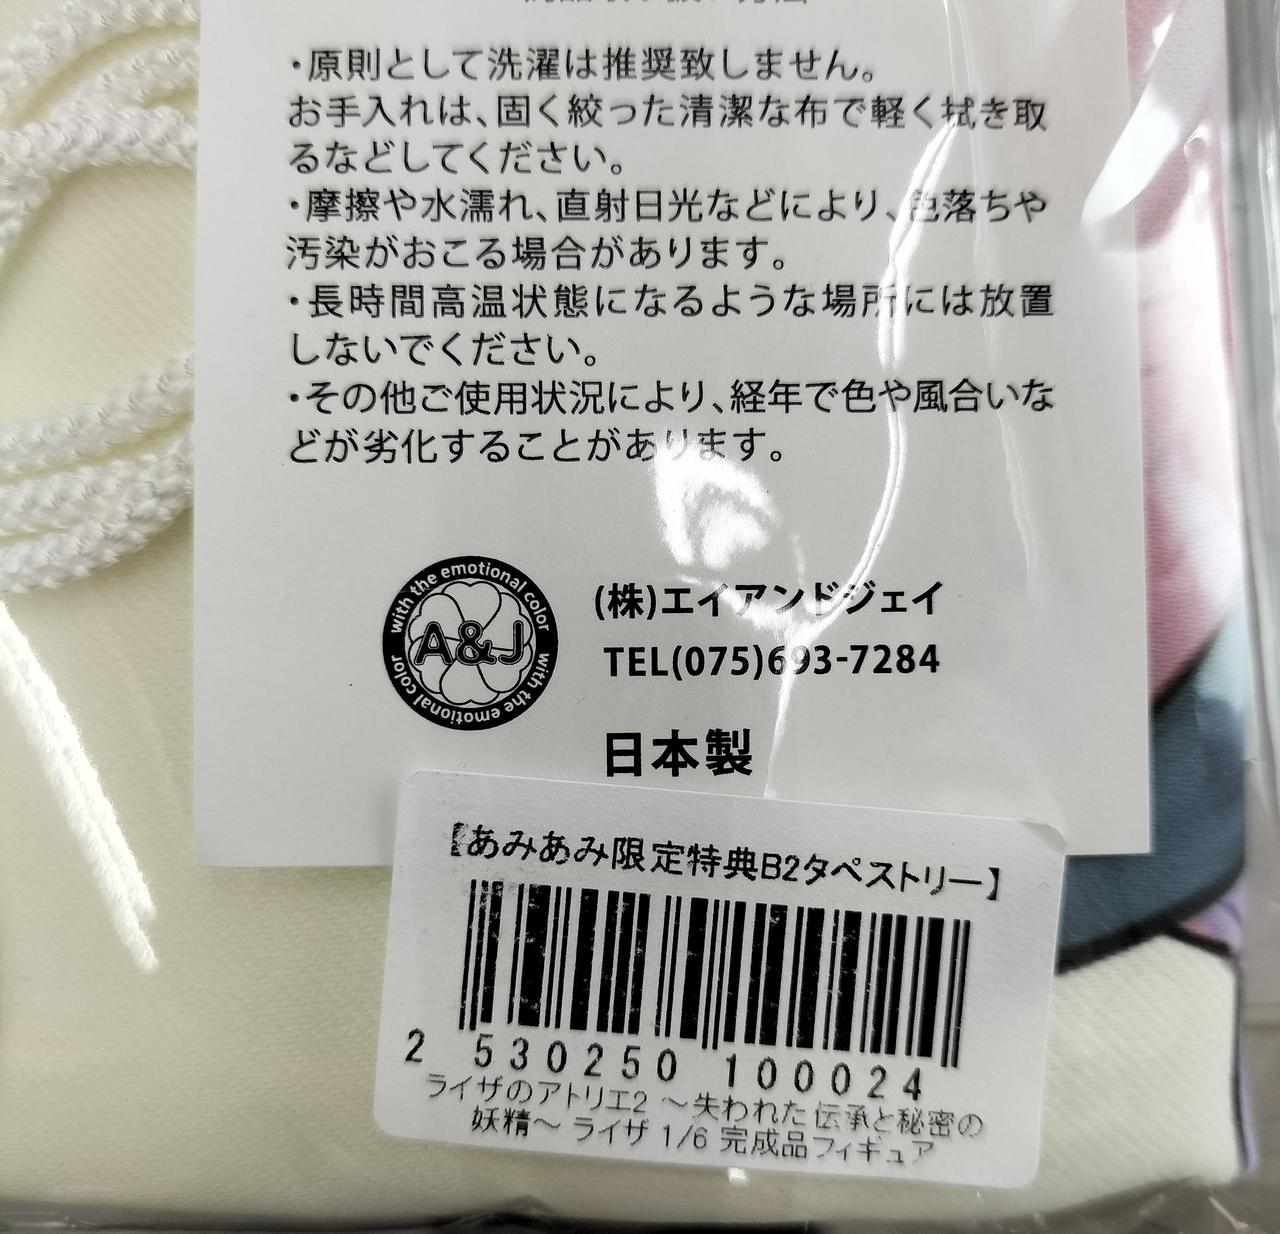 ・原則として洗濯は推奨致しません。
お手入れは、固く絞った清潔な布で軽く拭き取
るなどしてください。
・摩擦や水濡れ、直射日光などにより、色落ちや
汚染がおこる場合があります。
・長時間高温状態になるような場所には放置
しないでください。
・その他ご使用状況により、経年で色や風合いな
どが劣化することがあります。
with the emotional color
A&J
with the emotional color
(株)エイアンドジェイ
TEL(075)693-7284
日本製
【あみあみ限定特典B2タペストリー】
2 530250 100024
ライザのアトリエ2 ～失われた伝承と秘密の
妖精～ ライザ 1/6 完成品フィギュア